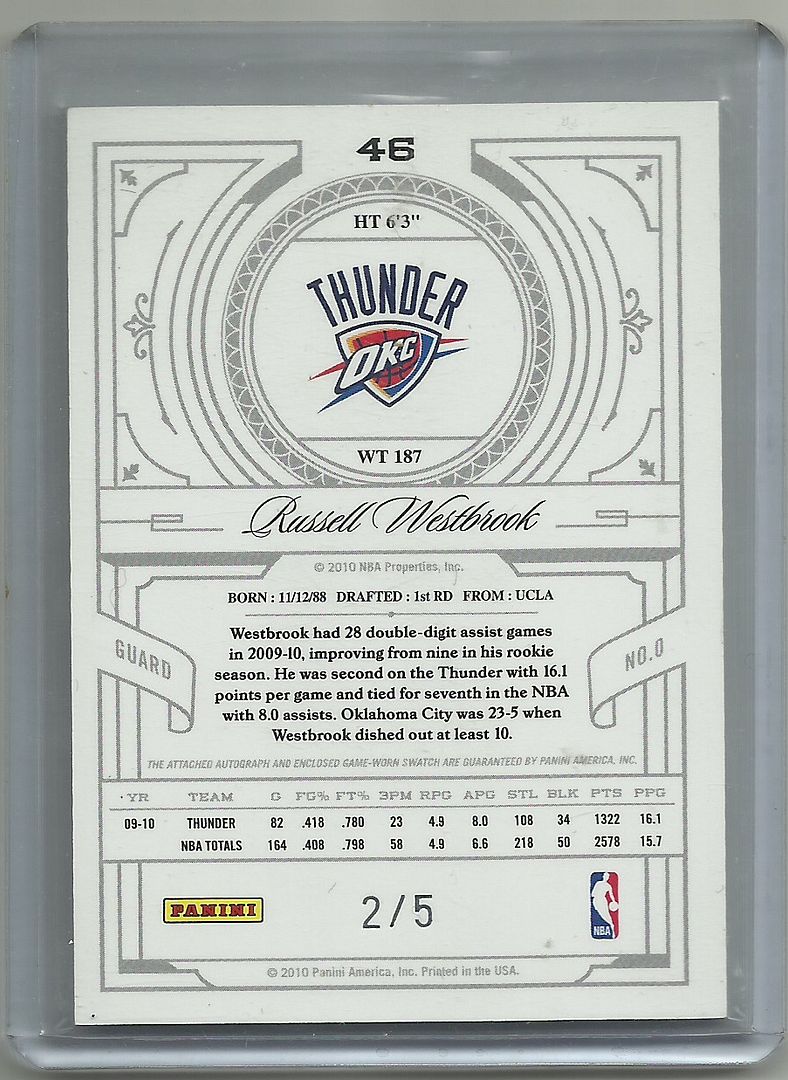 46
HT 6'3"
THUNDER
OKC
WT 187
Russell Westbrook
© 2010 NBA Properties, Inc.
BORN : 11/12/88 DRAFTED : 1st RD FROM : UCLA
GUARD
NO.0
Westbrook had 28 double-digit assist games
in 2009-10, improving from nine in his rookie
season. He was second on the Thunder with 16.1
points per game and tied for seventh in the NBA
with 8.0 assists. Oklahoma City was 23-5 when
Westbrook dished out at least 10.
THE ATTACHED AUTOGRAPH AND ENCLOSED GAME-WORN SWATCH ARE GUARANTEED BY PANINI AMERICA, INC.
YR TEAM G FG% FT% 3PM RPG APG STL BLK PTS PPG
09-10 THUNDER 82 .418 .780 23 4.9 8.0 108 34 1322 16.1
NBA TOTALS 164 .408 .798 58 4.9 6.6 218 50 2578 15.7
PANINI
2/5
NBA
© 2010 Panini America, Inc. Printed in the USA.